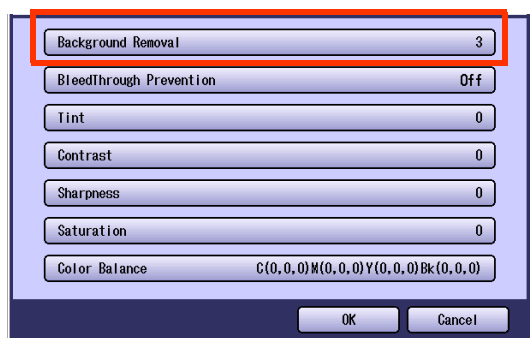 Background Removal 3
BleedThrough Prevention Off
Tint 0
Contrast 0
Sharpness 0
Saturation 0
Color Balance C(0,0,0)M(0,0,0)Y(0,0,0)Bk(0,0,0)
OK Cancel